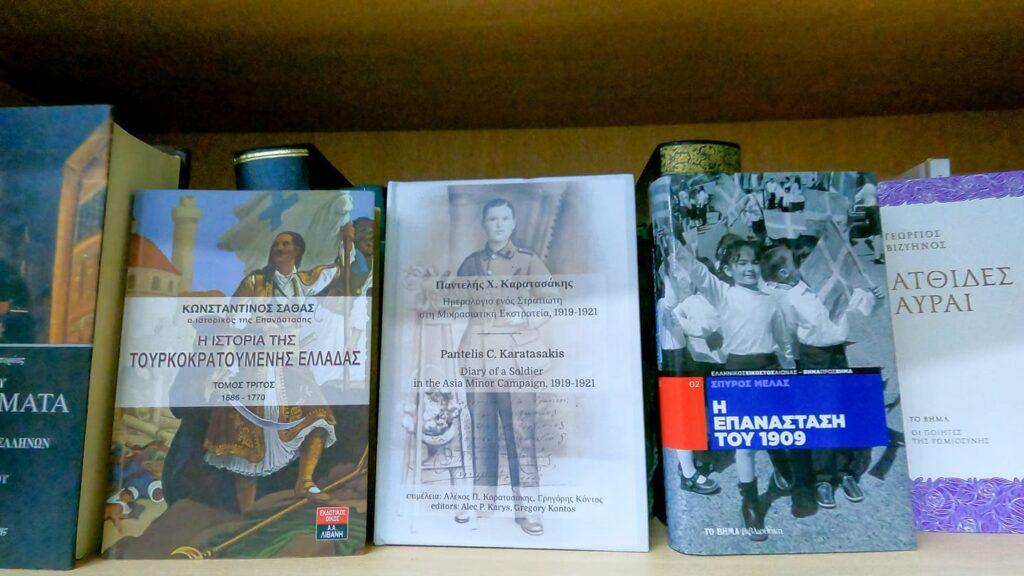 ΜΑΤΑ
ΕΛΛΗΝΩΝ
ΚΩΝΣΤΑΝΤΙΝΟΣ ΣΑΘΑΣ
ο ιστορικός της Επανάστασης
Η ΙΣΤΟΡΙΑ ΤΗΣ
ΤΟΥΡΚΟΚΡΑΤΟΥΜΕΝΗΣ ΕΛΛΑΔΑΣ
ΤΟΜΟΣ ΤΡΙΤΟΣ
1686 - 1770
ΕΚΔΟΤΙΚΟΣ
ΟΙΚΟΣ
Α.Α.
ΛΙΒΑΝΗ
Παντελής Χ. Καρατασάκης
Ημερολόγιο ενός Στρατιώτη
στη Μικρασιατική Εκστρατεία, 1919-1921
Pantelis C. Karatasakis
Diary of a Soldier
in the Asia Minor Campaign, 1919-1921
επιμέλεια: Αλέκος Π. Καρατασάκης, Γρηγόρης Κόντος
editors: Alec P. Karys, Gregory Kontos
ΕΛΛΗΝΙΚΟΣΕΙΚΟΣΤΟΣΑΙΩΝΑΣ - ΒΗΜΑΠΡΟΣΒΗΜΑ
02
ΣΠΥΡΟΣ ΜΕΛΑΣ
Η
ΕΠΑΝΑΣΤΑΣΗ
ΤΟΥ 1909
ΤΟ ΒΗΜΑ βιβλιοθήκη
ΓΕΩΡΓΙΟΣ
ΒΙΖΥΗΝΟΣ
ΑΤΘΙΔΕΣ
ΑΥΡΑΙ
ΤΟ ΒΗΜΑ
ΟΙ ΠΟΙΗΤΕΣ
ΤΗΣ ΡΩΜΙΟΣΥΝΗΣ